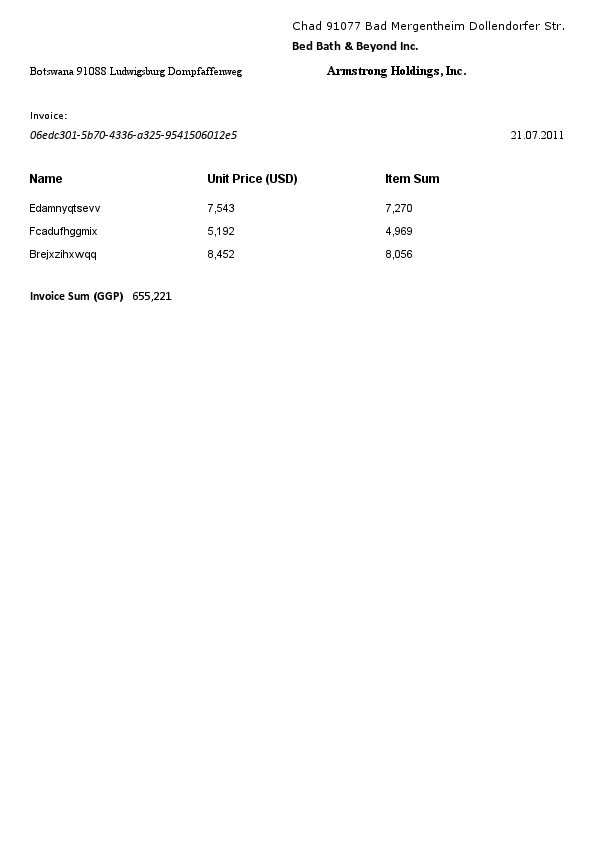 Chad 91077 Bad Mergentheim Dollendorfer Str.
Bed Bath & Beyond Inc.
Botswana 91088 Ludwigsburg Dompfaffenweg Armstrong Holdings, Inc.
Invoice:
06edc301-5b70-4336-a325-9541506012e5 21.07.2011
Name Unit Price (USD) Item Sum
Edamnyqtsevv 7,543 7,270
Fcadufhggmix 5,192 4,969
Brejxzihxwqq 8,452 8,056
Invoice Sum (GGP) 655,221